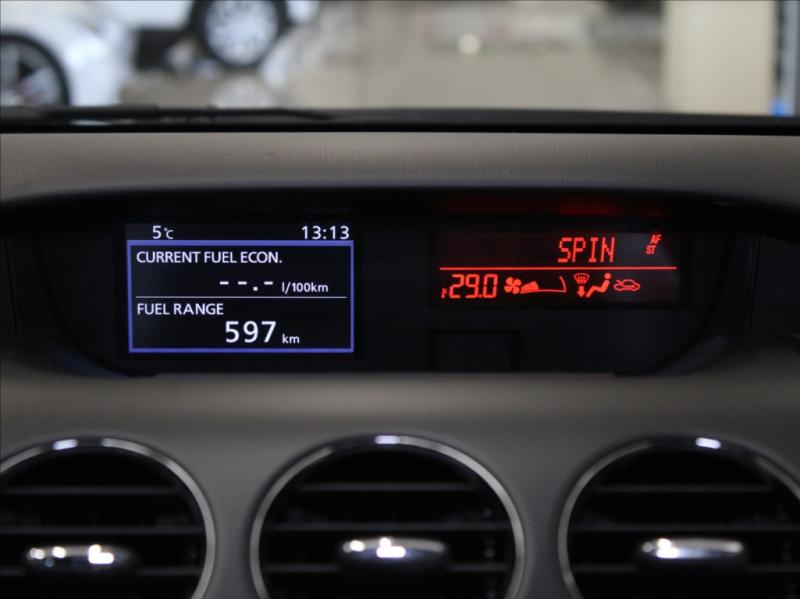 5℃ 13:13
CURRENT FUEL ECON.
--.- l/100km
FUEL RANGE
597 km
SPIN AF
ST
29.0